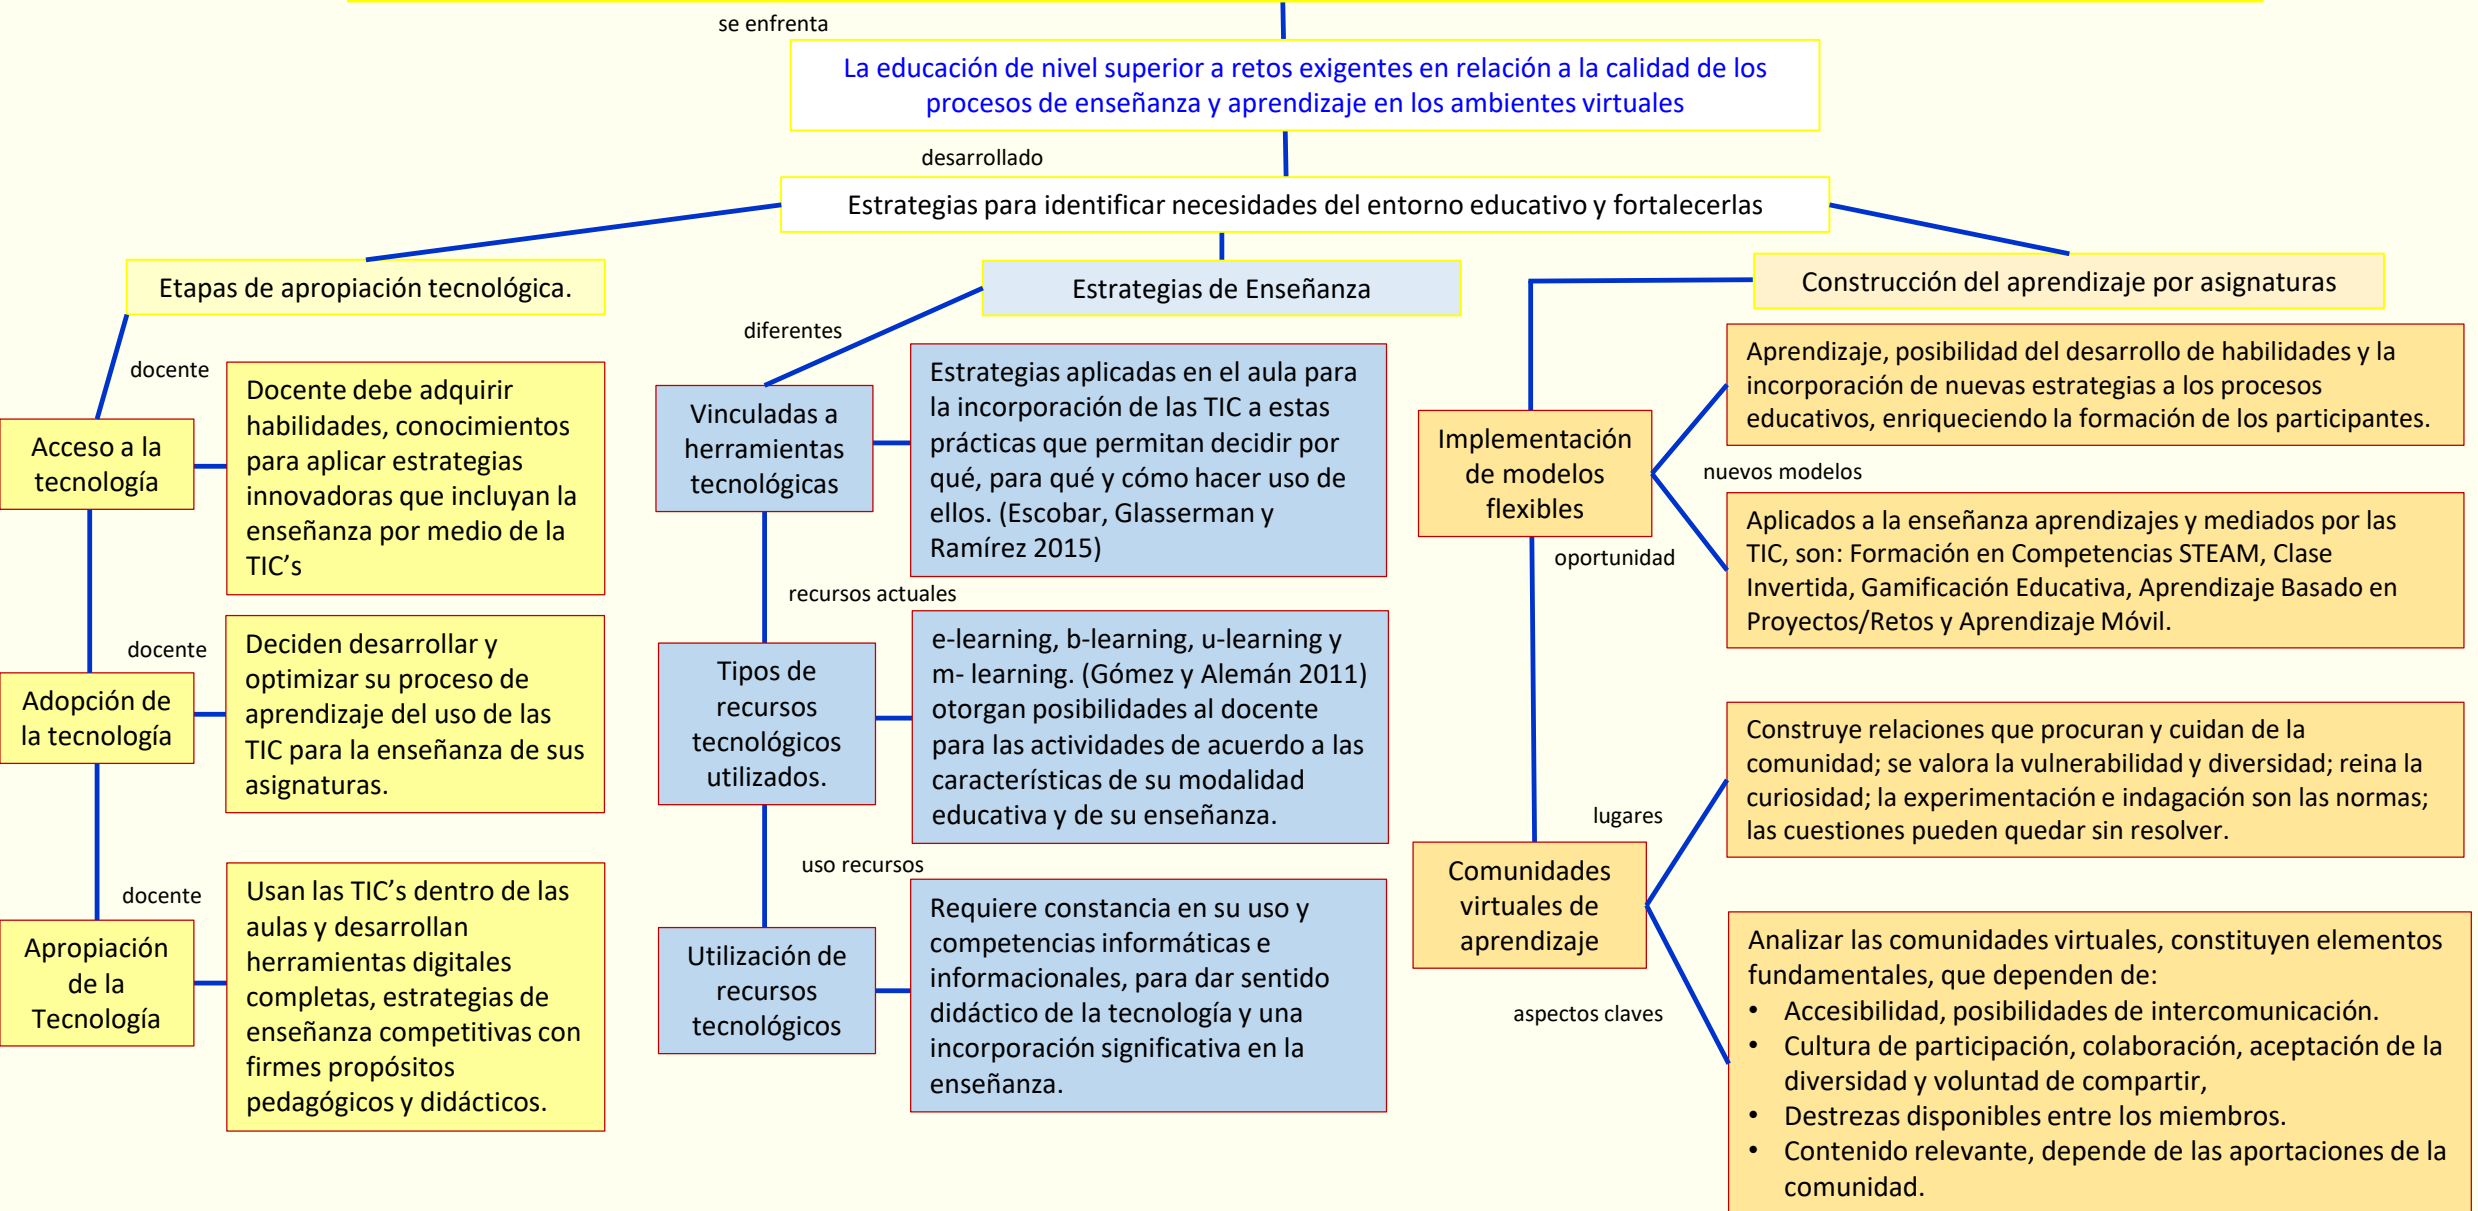 se enfrenta
La educación de nivel superior a retos exigentes en relación a la calidad de los
procesos de enseñanza y aprendizaje en los ambientes virtuales
desarrollado
Estrategias para identificar necesidades del entorno educativo y fortalecerlas
Etapas de apropiación tecnológica.
docente
Acceso a la
tecnología
Docente debe adquirir
habilidades, conocimientos
para aplicar estrategias
innovadoras que incluyan la
enseñanza por medio de la
TIC's
docente
Adopción de
la tecnología
Deciden desarrollar y
optimizar su proceso de
aprendizaje del uso de las
TIC para la enseñanza de sus
asignaturas.
docente
Apropiación
de la
Tecnología
Usan las TIC’s dentro de las
aulas y desarrollan
herramientas digitales
completas, estrategias de
enseñanza competitivas con
firmes propósitos
pedagógicos y didácticos.
Estrategias de Enseñanza
diferentes
Vinculadas a
herramientas
tecnológicas
Estrategias aplicadas en el aula para
la incorporación de las TIC a estas
prácticas que permitan decidir por
qué, para qué y cómo hacer uso de
ellos. (Escobar, Glasserman y
Ramírez 2015)
recursos actuales
Tipos de
recursos
tecnológicos
utilizados.
e-learning, b-learning, u-learning y
m- learning. (Gómez y Alemán 2011)
otorgan posibilidades al docente
para las actividades de acuerdo a las
características de su modalidad
educativa y de su enseñanza.
uso recursos
Utilización de
recursos
tecnológicos
Requiere constancia en su uso y
competencias informáticas e
informacionales, para dar sentido
didáctico de la tecnología y una
incorporación significativa en la
enseñanza.
Construcción del aprendizaje por asignaturas
Implementación
de modelos
flexibles
Aprendizaje, posibilidad del desarrollo de habilidades y la
incorporación de nuevas estrategias a los procesos
educativos, enriqueciendo la formación de los participantes.
nuevos modelos
Aplicados a la enseñanza aprendizajes y mediados por las
TIC, son: Formación en Competencias STEAM, Clase
Invertida, Gamificación Educativa, Aprendizaje Basado en
Proyectos/Retos y Aprendizaje Móvil.
oportunidad
Comunidades
virtuales de
aprendizaje
lugares
Construye relaciones que procuran y cuidan de la
comunidad; se valora la vulnerabilidad y diversidad; reina la
curiosidad; la experimentación e indagación son las normas;
las cuestiones pueden quedar sin resolver.
aspectos claves
Analizar las comunidades virtuales, constituyen elementos
fundamentales, que dependen de:
• Accesibilidad, posibilidades de intercomunicación.
• Cultura de participación, colaboración, aceptación de la
diversidad y voluntad de compartir,
• Destrezas disponibles entre los miembros.
• Contenido relevante, depende de las aportaciones de la
comunidad.